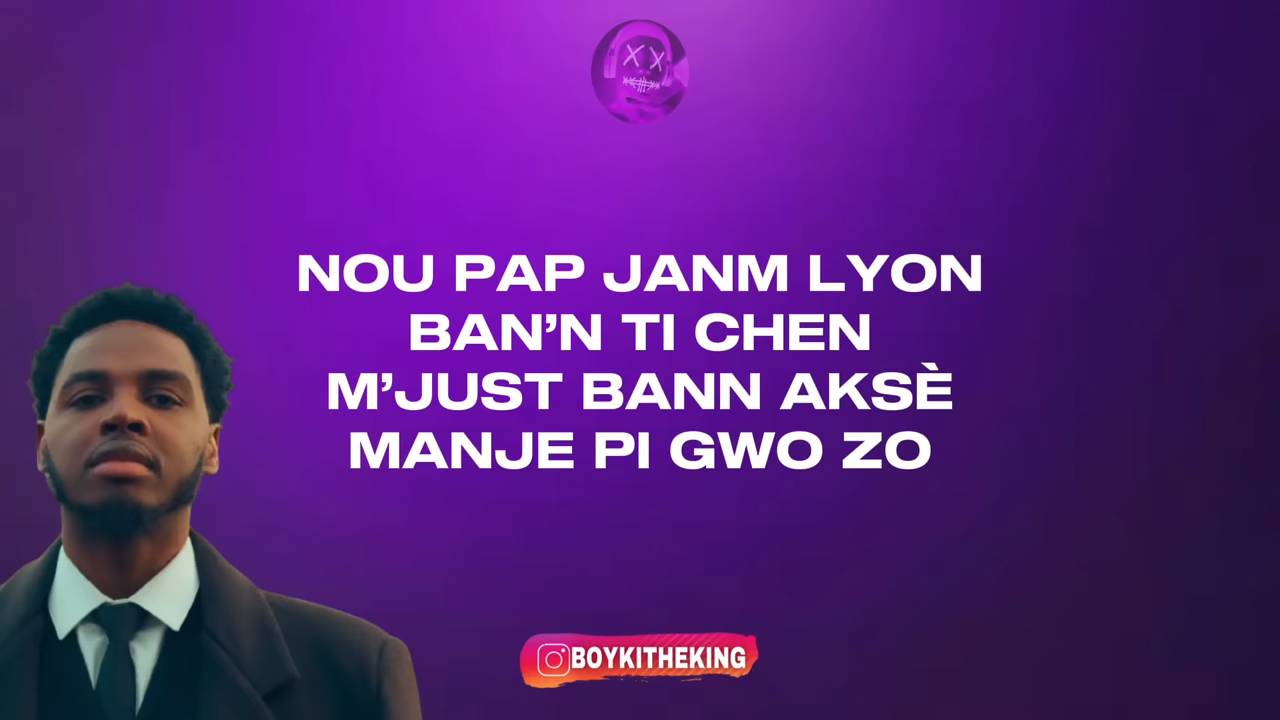 NOU PAP JANM LYON
BAN’N TI CHEN
M’JUST BANN AKSÈ
MANJE PI GWO ZO
BOYKITHEKING